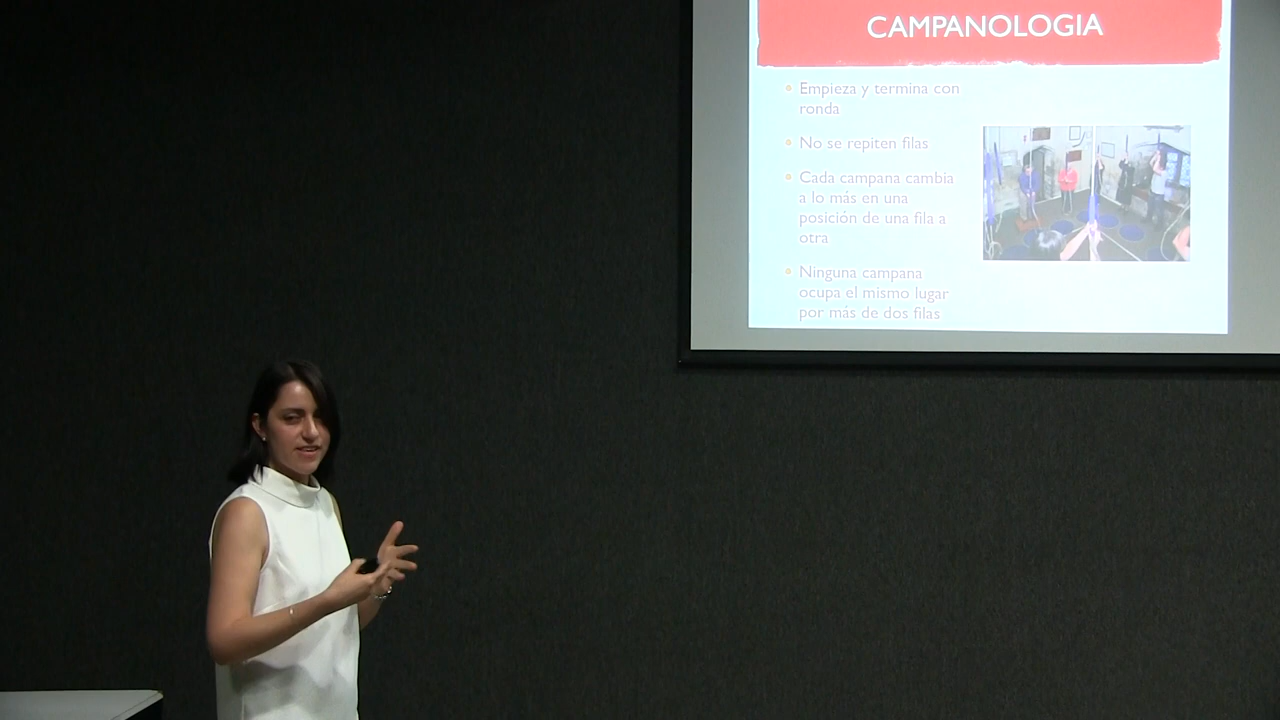 CAMPANOLOGIA
Empieza y termina con
ronda
No se repiten filas
Cada campana cambia
a lo más en una
posición de una fila a
otra
Ninguna campana
ocupa el mismo lugar
por más de dos filas